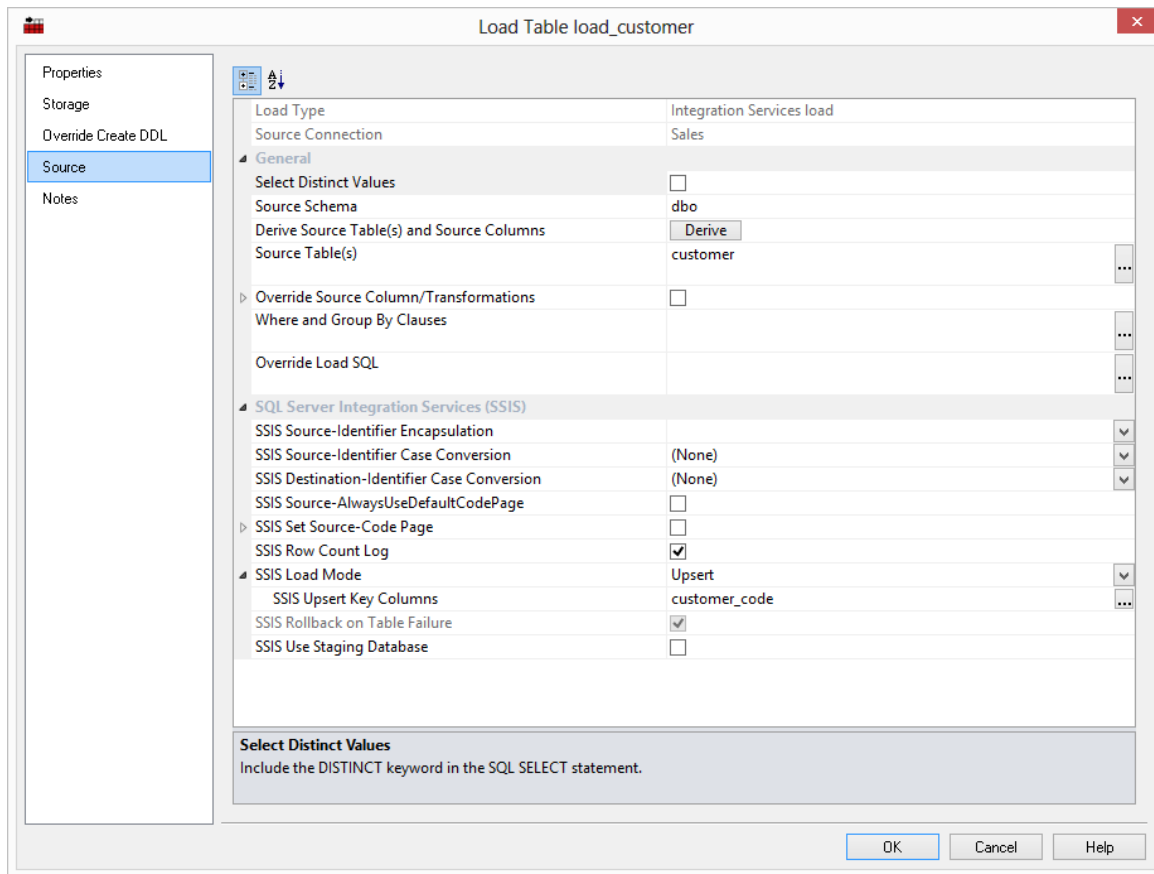 Load Table load_customer
Properties
Storage
Override Create DDL
Source
Notes
Load Type Integration Services load
Source Connection Sales
General
Select Distinct Values
Source Schema dbo
Derive Source Table(s) and Source Columns Derive
Source Table(s) customer
...
Override Source Column/Transformations
Where and Group By Clauses
...
Override Load SQL
...
SQL Server Integration Services (SSIS)
SSIS Source-Identifier Encapsulation
SSIS Source-Identifier Case Conversion (None)
SSIS Destination-Identifier Case Conversion (None)
SSIS Source-AlwaysUseDefaultCodePage
SSIS Set Source-Code Page
SSIS Row Count Log
SSIS Load Mode Upsert
SSIS Upsert Key Columns customer_code ...
SSIS Rollback on Table Failure
SSIS Use Staging Database
Select Distinct Values
Include the DISTINCT keyword in the SQL SELECT statement.
OK Cancel Help